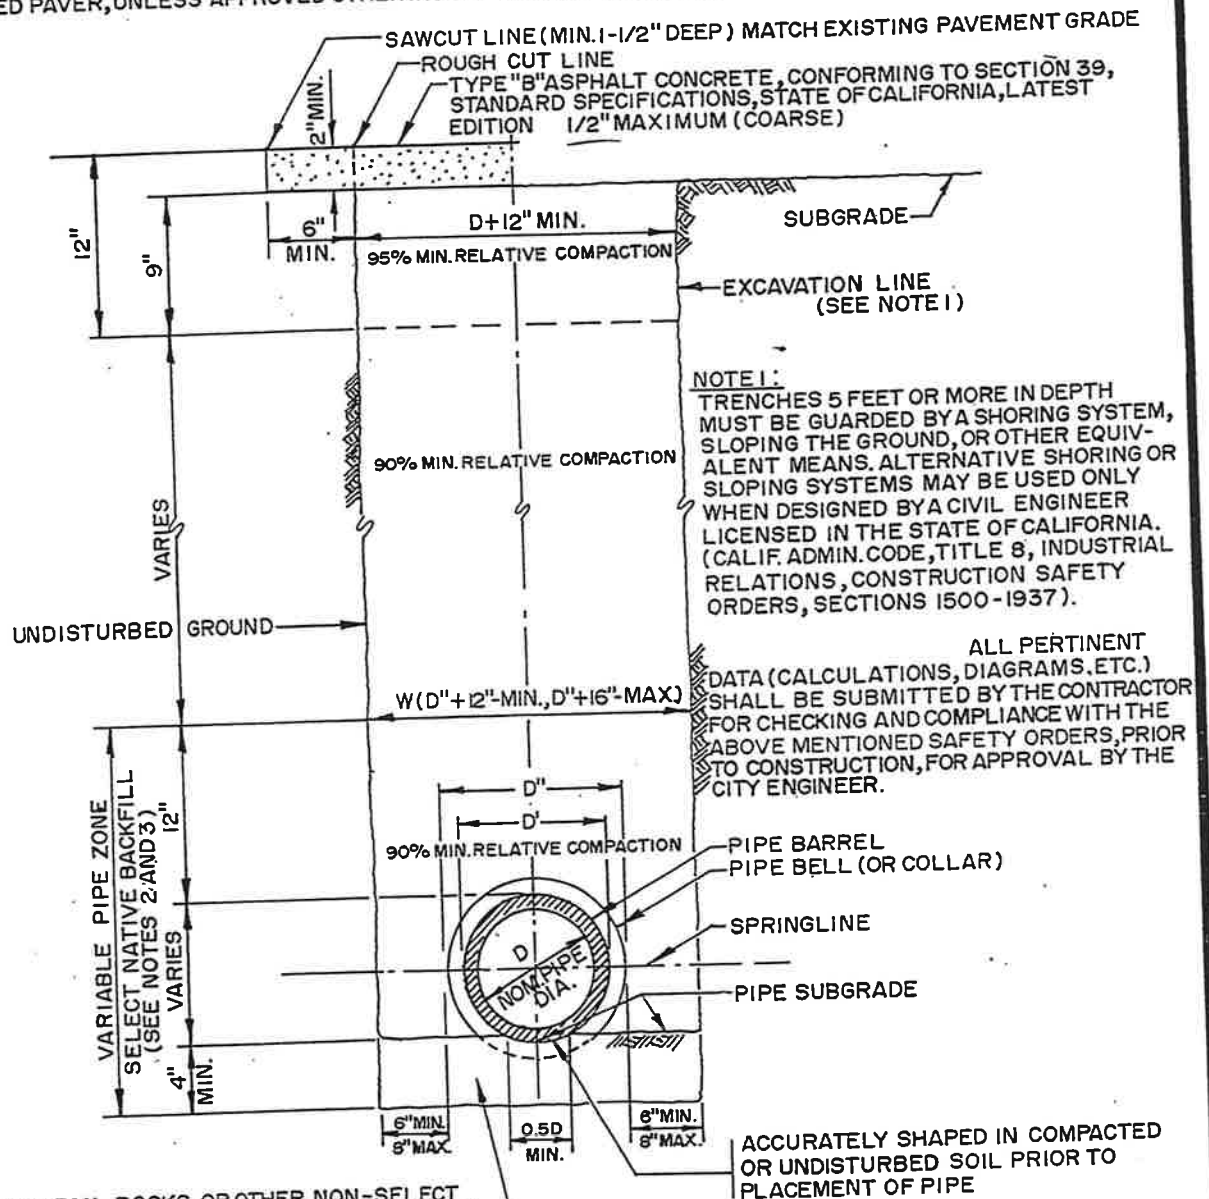 ED PAVER, UNLESS APPROVED
SAWCUT LINE (MIN. 1-1/2" DEEP) MATCH EXISTING PAVEMENT GRADE
ROUGH CUT LINE
TYPE "B" ASPHALT CONCRETE, CONFORMING TO SECTION 39,
STANDARD SPECIFICATIONS, STATE OF CALIFORNIA, LATEST
EDITION 1/2" MAXIMUM (COARSE)
2" MIN.
12"
9"
6"
MIN.
D+12" MIN.
95% MIN. RELATIVE COMPACTION
SUBGRADE
EXCAVATION LINE
(SEE NOTE 1)
NOTE 1:
TRENCHES 5 FEET OR MORE IN DEPTH
MUST BE GUARDED BY A SHORING SYSTEM,
SLOPING THE GROUND, OR OTHER EQUIV-
ALENT MEANS. ALTERNATIVE SHORING OR
SLOPING SYSTEMS MAY BE USED ONLY
WHEN DESIGNED BY A CIVIL ENGINEER
LICENSED IN THE STATE OF CALIFORNIA.
(CALIF. ADMIN. CODE, TITLE 8, INDUSTRIAL
RELATIONS, CONSTRUCTION SAFETY
ORDERS, SECTIONS 1500-1937).
90% MIN. RELATIVE COMPACTION
VARIES
UNDISTURBED GROUND
ALL PERTINENT
DATA (CALCULATIONS, DIAGRAMS, ETC.)
SHALL BE SUBMITTED BY THE CONTRACTOR
FOR CHECKING AND COMPLIANCE WITH THE
ABOVE MENTIONED SAFETY ORDERS, PRIOR
TO CONSTRUCTION, FOR APPROVAL BY THE
CITY ENGINEER.
W (D"+12"-MIN., D"+16"-MAX.)
VARIABLE PIPE ZONE
SELECT NATIVE BACKFILL
(SEE NOTES 2 AND 3)
12"
VARIES
4"
MIN.
D"
D'
90% MIN. RELATIVE COMPACTION
PIPE BARREL
PIPE BELL (OR COLLAR)
SPRINGLINE
D
NOM. PIPE
DIA.
PIPE SUBGRADE
6" MIN.
8" MAX.
0.5D
MIN.
6" MIN.
8" MAX.
ACCURATELY SHAPED IN COMPACTED
OR UNDISTURBED SOIL PRIOR TO
PLACEMENT OF PIPE
ROCKS OR OTHER NON-SELECT